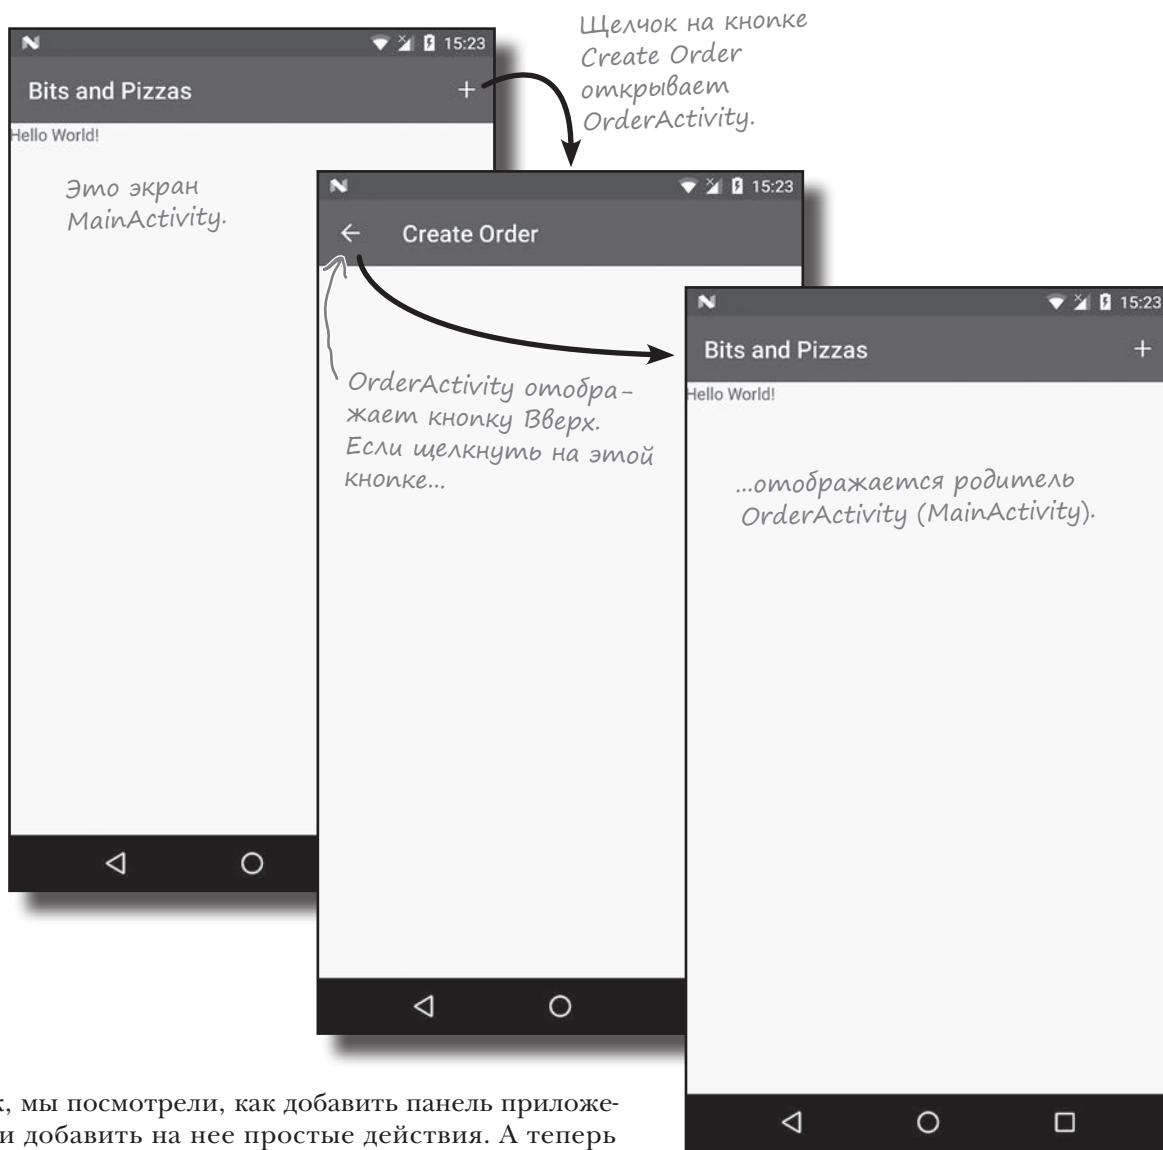 Щелчок на кнопке
Create Order
открывает
OrderActivity.
15:23
Bits and Pizzas
+
Hello World!
Это экран
MainActivity.
15:23
Create Order
OrderActivity отобра-
жает кнопку Вверх.
Если щелкнуть на этой
кнопке...
15:23
Bits and Pizzas
+
Hello World!
...отображается родитель
OrderActivity (MainActivity).
, мы посмотрели, как добавить панель приложе-
и добавить на нее простые действия. А теперь